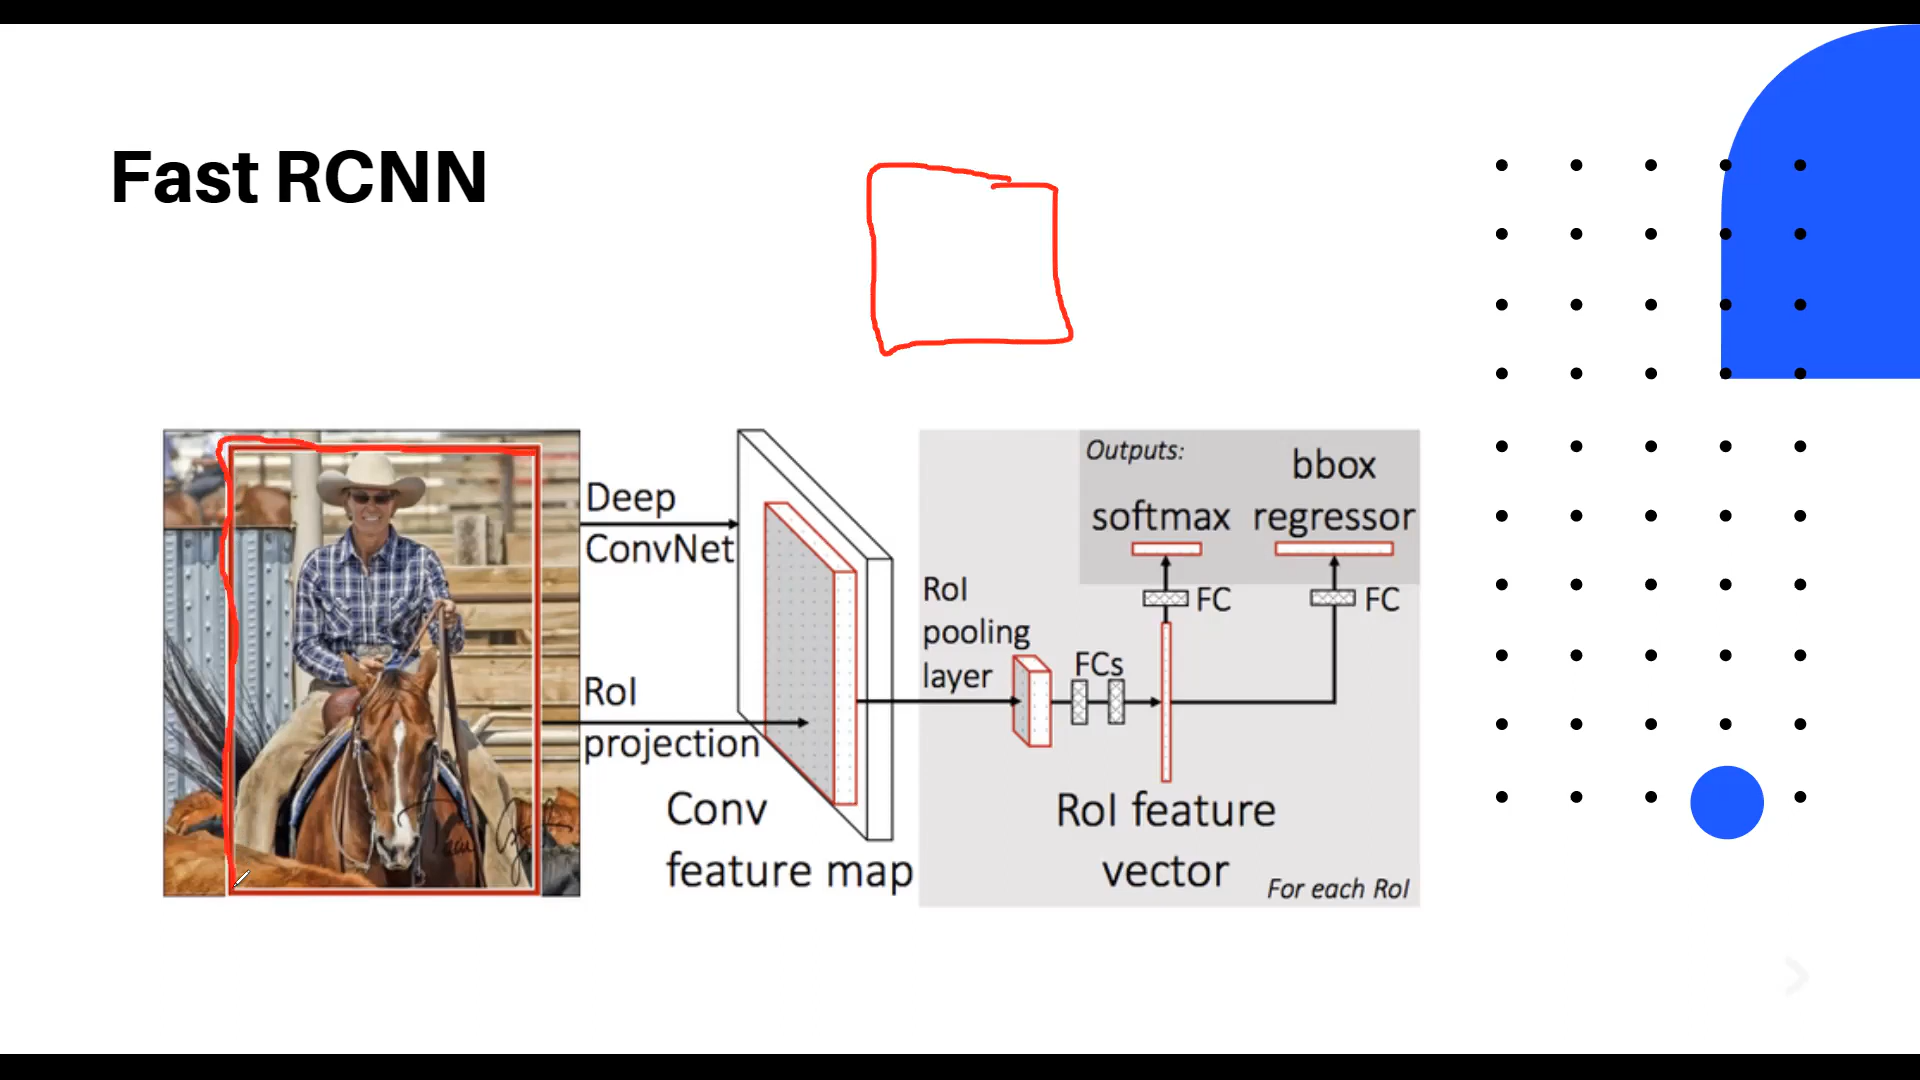 Fast RCNN
Deep
ConvNet
RoI
projection
Conv
feature map
RoI
pooling
layer
FCs
Outputs:
softmax
bbox
regressor
FC
FC
RoI feature
vector
For each RoI